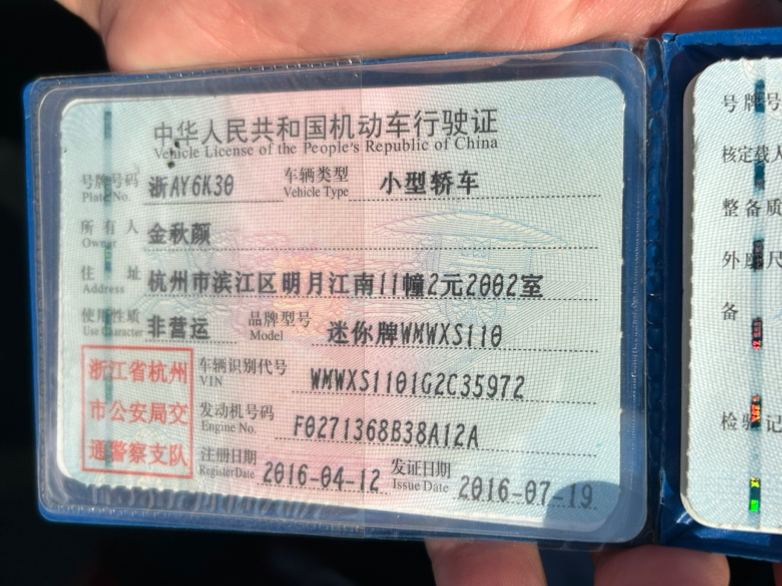 中华人民共和国机动车行驶证
Vehicle License of the People's Republic of China
号牌号码 浙AY6K30 车辆类型 小型轿车
Plate No. Vehicle Type
所有人 金秋颜
Owner
住址 杭州市滨江区明月江南11幢2元2002室
Address
使用性质 非营运 品牌型号 迷你牌WMWXS110
Use Character Model
浙江省杭州
市公安局交
通警察支队
车辆识别代号 WMWXS1101G2C35972
VIN
发动机号码 F0271368B38A12A
Engine No.
注册日期 2016-04-12 发证日期 2016-07-19
Register Date Issue Date
号牌号
核定载人
整备质
外廓尺
备
检验记